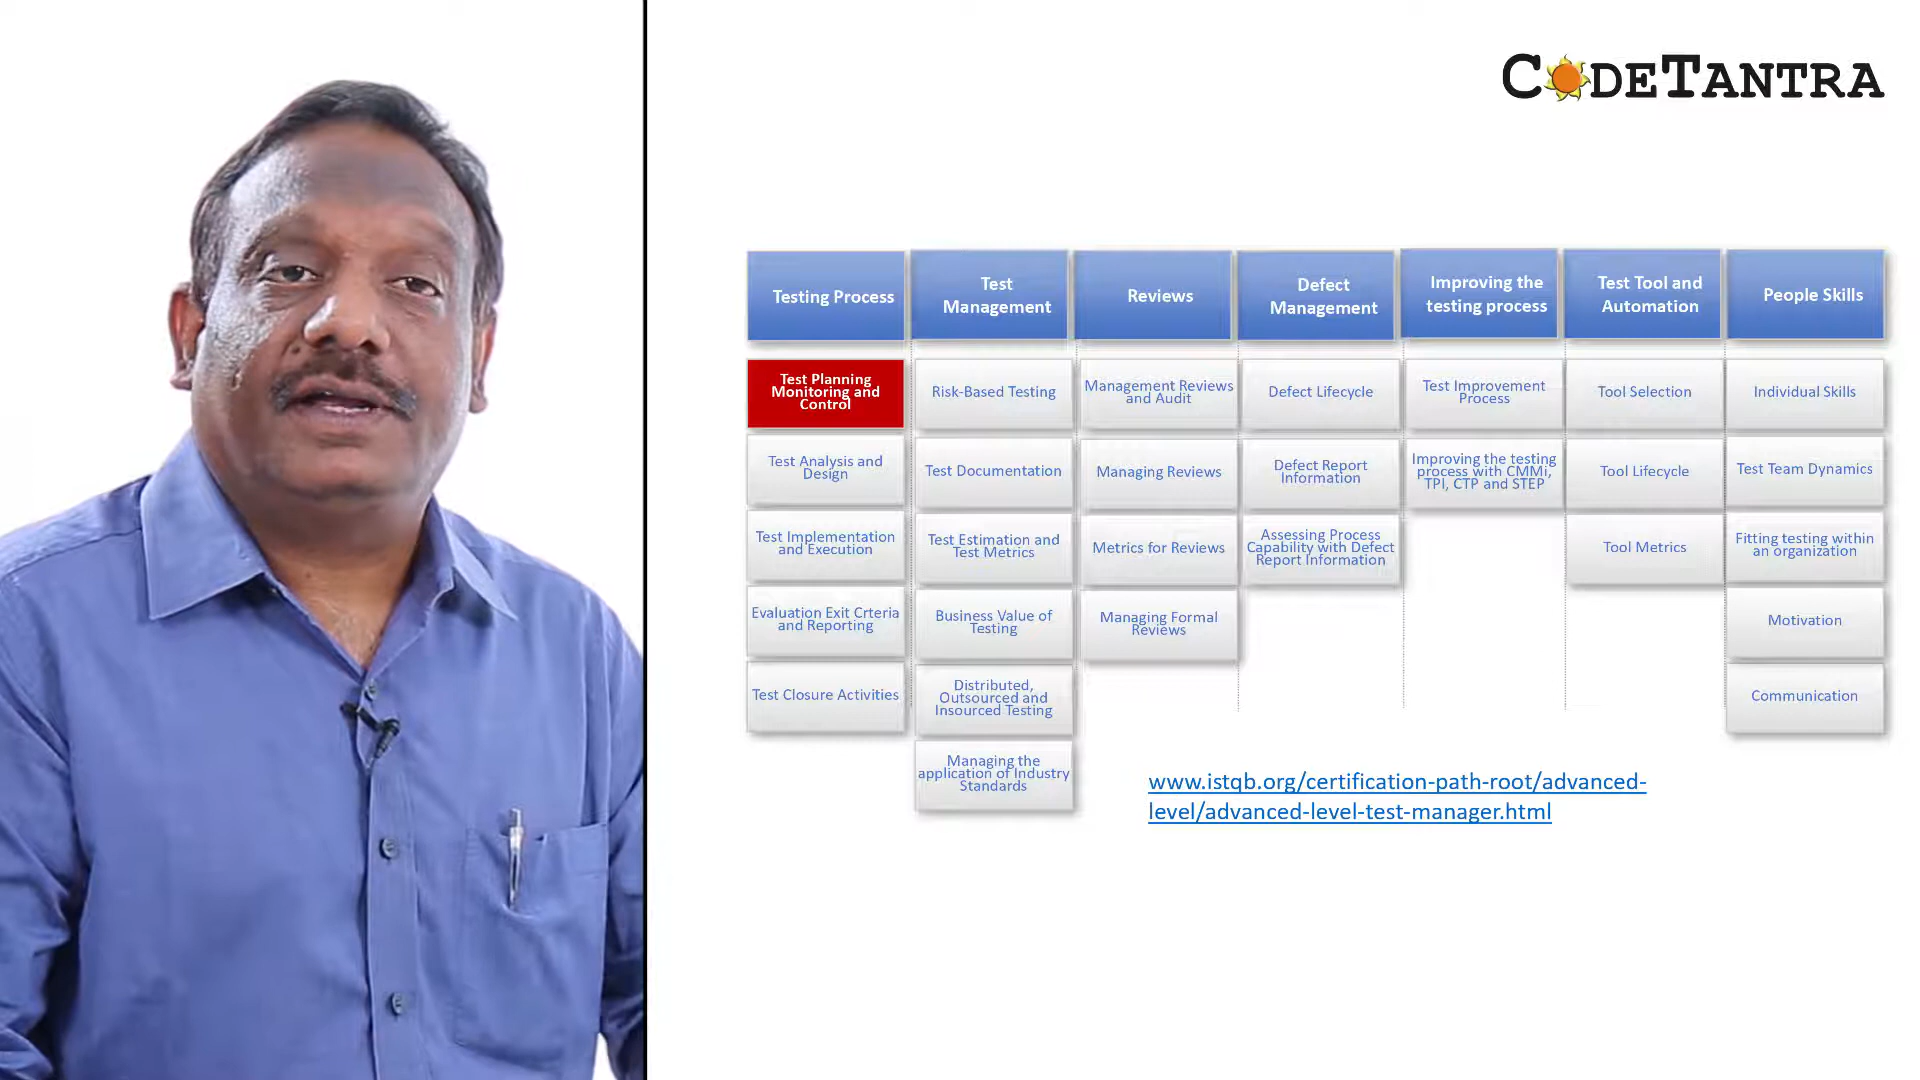 CODETANTRA
Testing Process
Test
Management
Reviews
Defect
Management
Improving the
testing process
Test Tool and
Automation
People Skills
Test Planning
Monitoring and
Control
Risk-Based Testing
Management Reviews
and Audit
Defect Lifecycle
Test Improvement
Process
Tool Selection
Individual Skills
Test Analysis and
Design
Test Documentation
Managing Reviews
Defect Report
Information
Improving the testing
process with CMMi,
TPI, CTP and STEP
Tool Lifecycle
Test Team Dynamics
Test Implementation
and Execution
Test Estimation and
Test Metrics
Metrics for Reviews
Assessing Process
Capability with Defect
Report Information
Tool Metrics
Fitting testing within
an organization
Evaluation Exit Crteria
and Reporting
Business Value of
Testing
Managing Formal
Reviews
Motivation
Test Closure Activities
Distributed,
Outsourced and
Insourced Testing
Communication
Managing the
application of Industry
Standards
www.istqb.org/certification-path-root/advanced-
level/advanced-level-test-manager.html